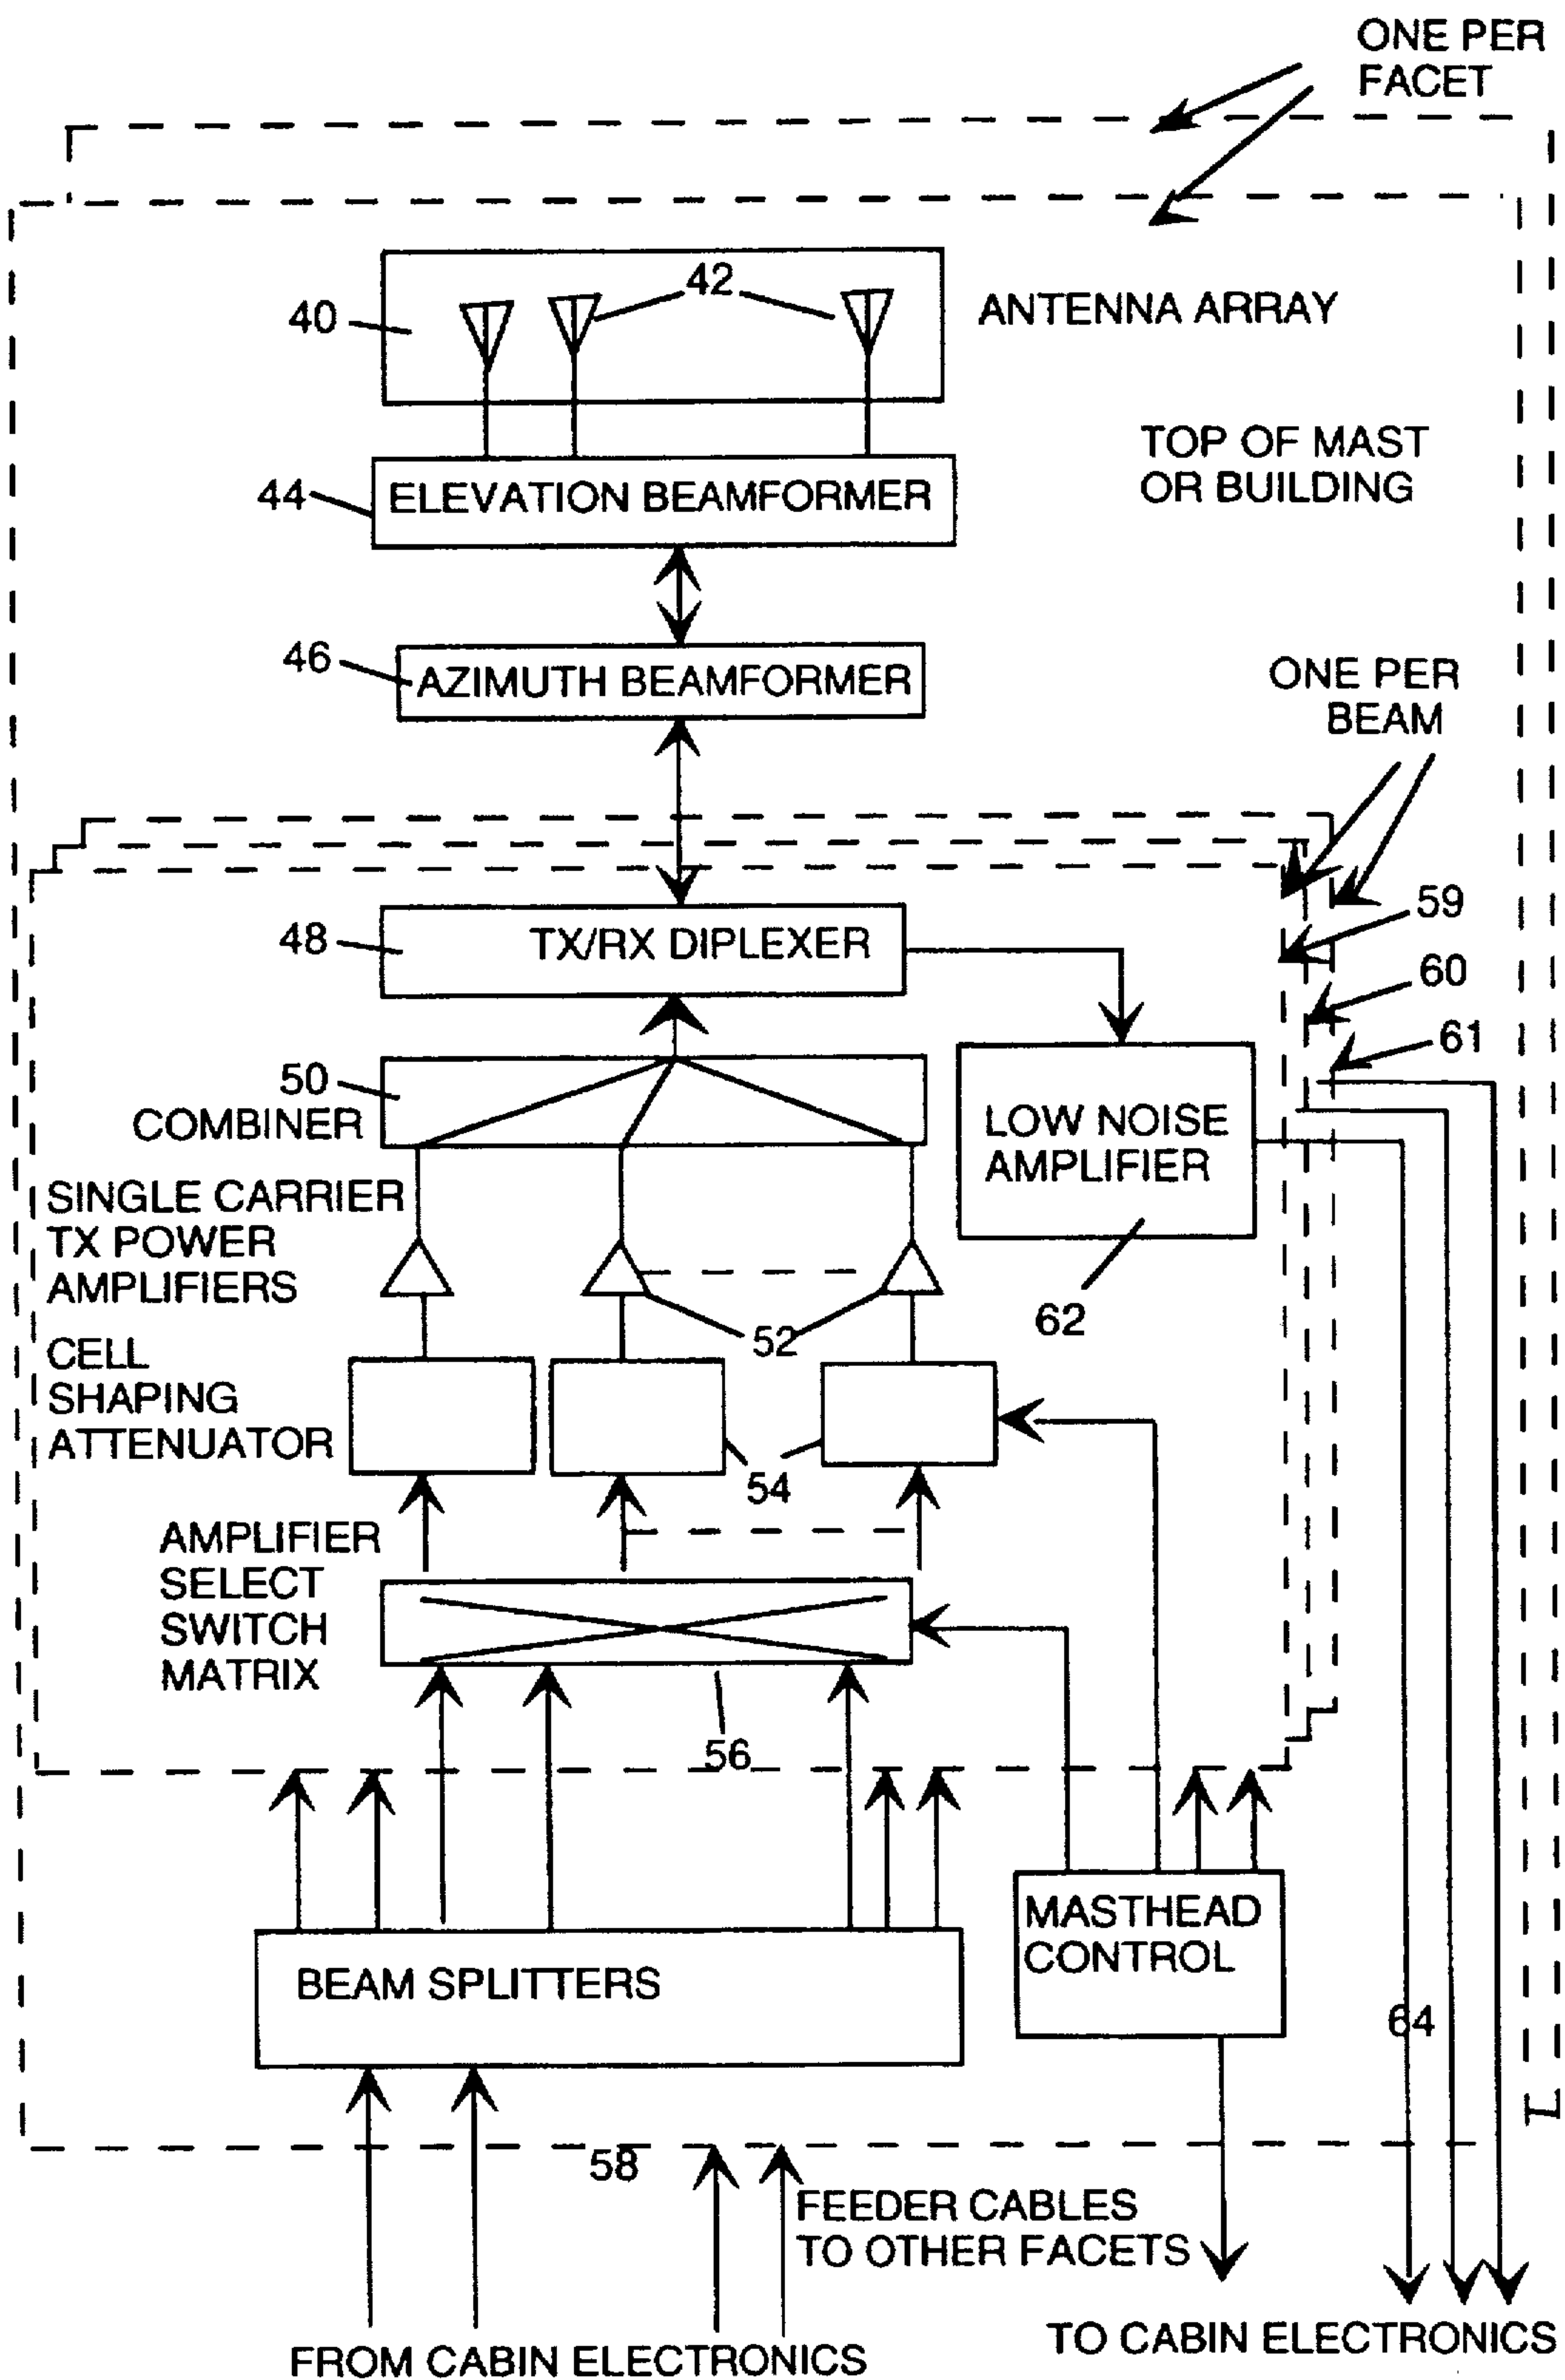 ONE PER
FACET
42
40
ANTENNA ARRAY
TOP OF MAST
OR BUILDING
44
ELEVATION BEAMFORMER
46
AZIMUTH BEAMFORMER
ONE PER
BEAM
59
48
TX/RX DIPLEXER
60
61
50
COMBINER
LOW NOISE
AMPLIFIER
SINGLE CARRIER
TX POWER
AMPLIFIERS
62
52
CELL
SHAPING
ATTENUATOR
54
AMPLIFIER
SELECT
SWITCH
MATRIX
56
MASTHEAD
CONTROL
BEAM SPLITTERS
64
58
FEEDER CABLES
TO OTHER FACETS
TO CABIN ELECTRONICS
FROM CABIN ELECTRONICS